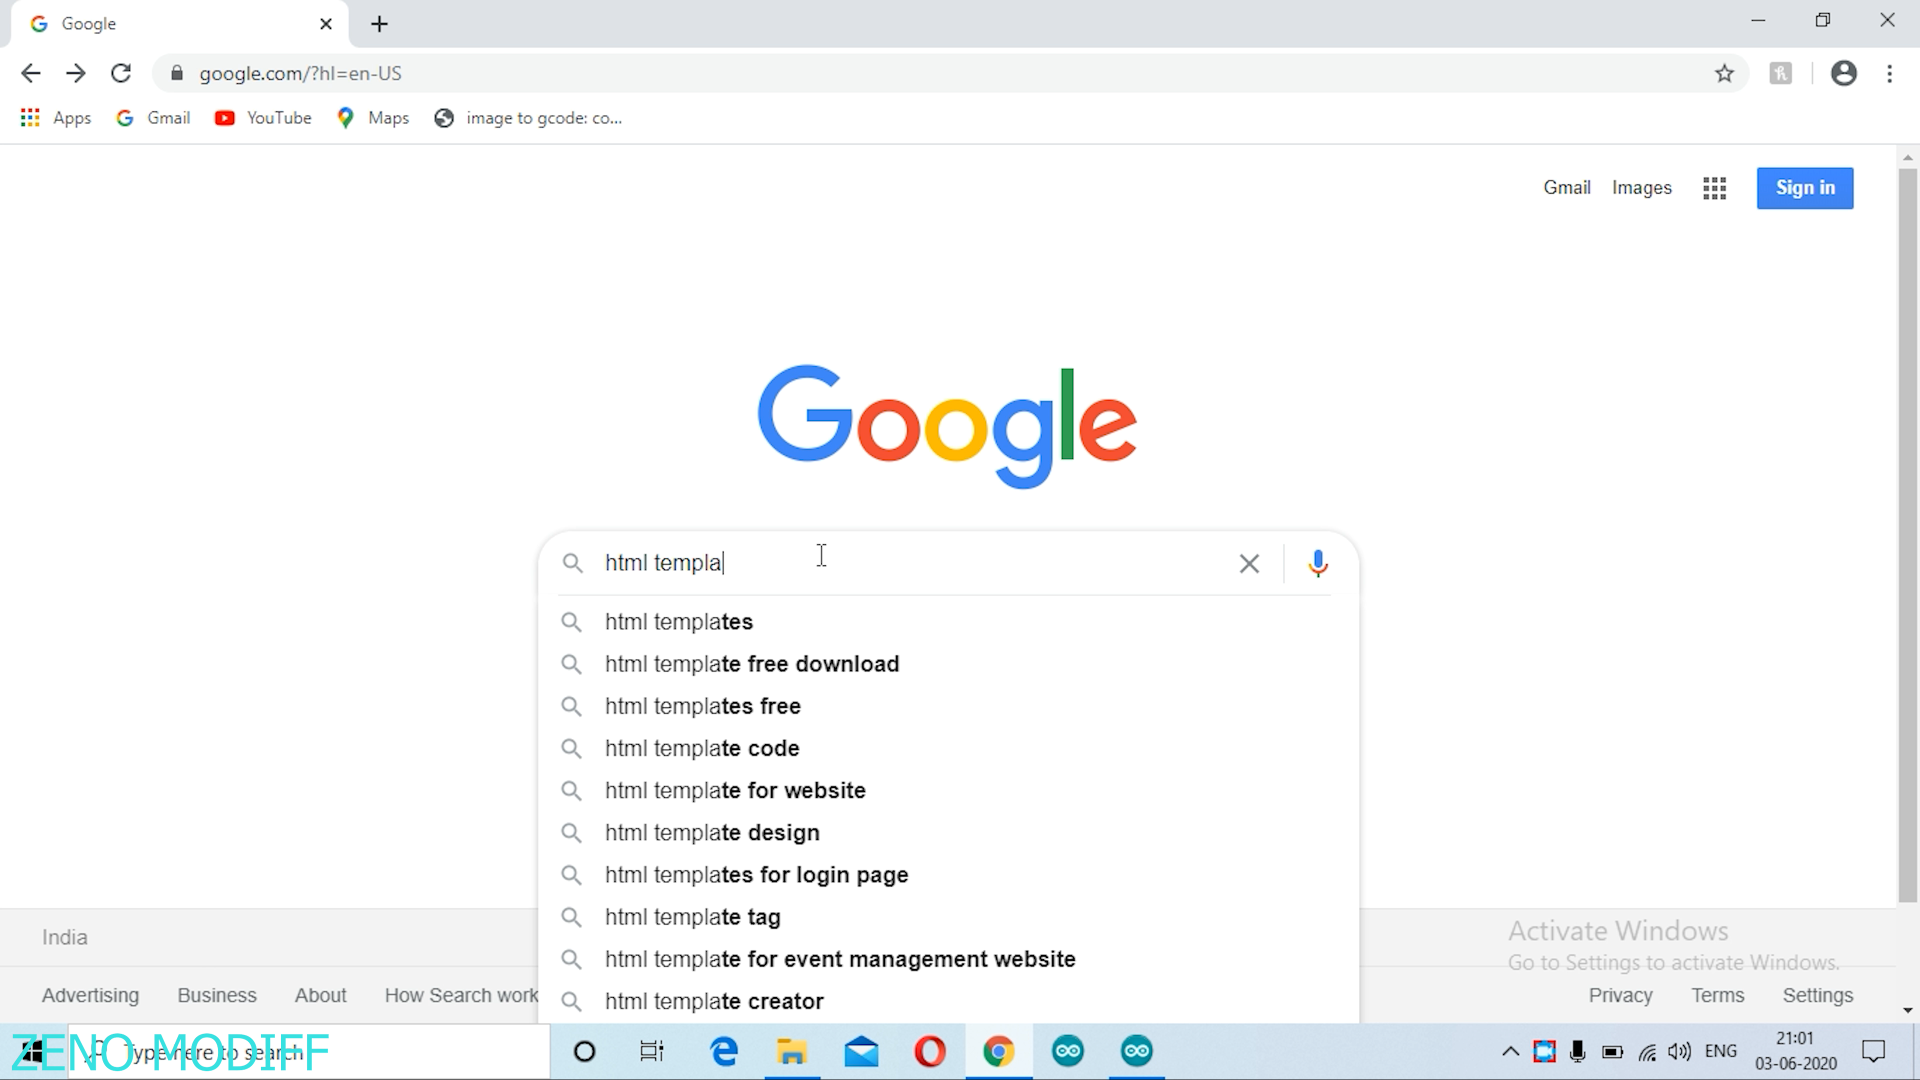 Google
google.com/?hl=en-US
Apps
Gmail
YouTube
Maps
image to gcode: co...
Gmail Images Sign in
Google
html templa
html templates
html template free download
html templates free
html template code
html template for website
html template design
html templates for login page
html template tag
html template for event management website
html template creator
India
Advertising Business About How Search work
Activate Windows
Go to Settings to activate Windows.
Privacy Terms Settings
ZENO MODIFF
Type here to search
ENG
21:01
03-06-2020